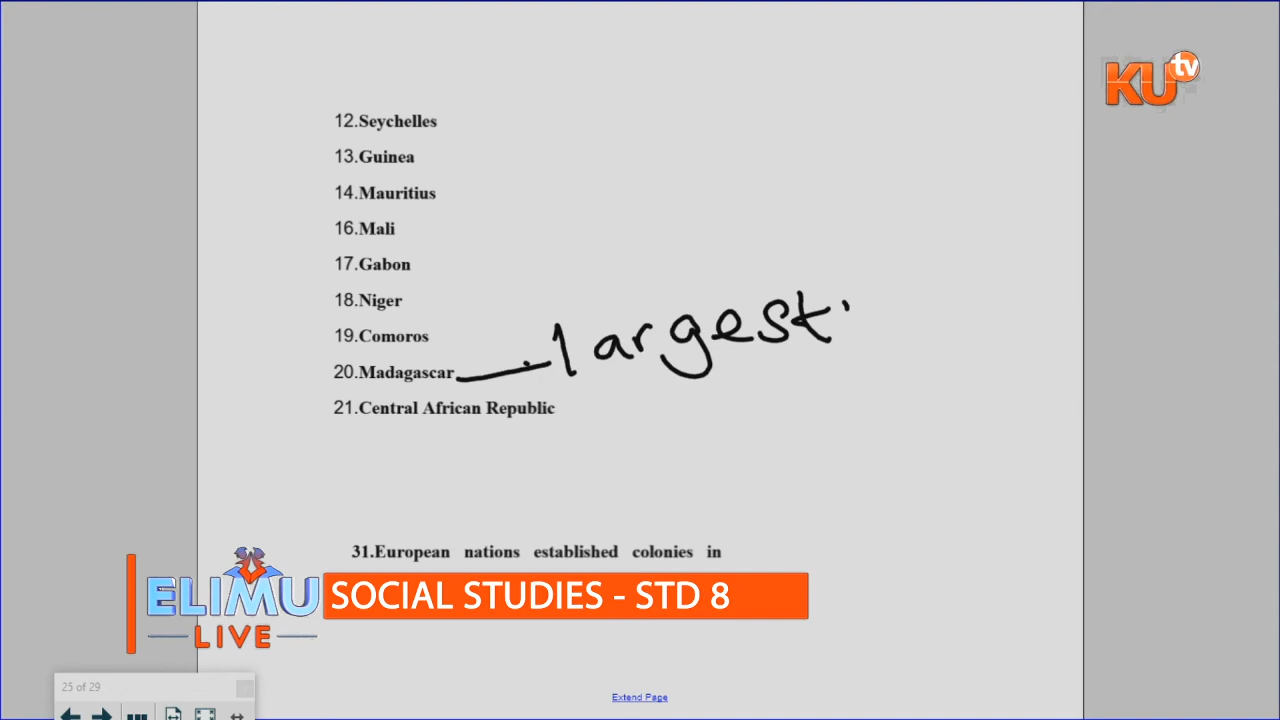 KU tv
12.Seychelles
13.Guinea
14.Mauritius
16.Mali
17.Gabon
18.Niger
19.Comoros
20.Madagascar largest
21.Central African Republic
31.European nations established colonies in
ELIMU
LIVE
SOCIAL STUDIES - STD 8
25 of 29
Extend Page